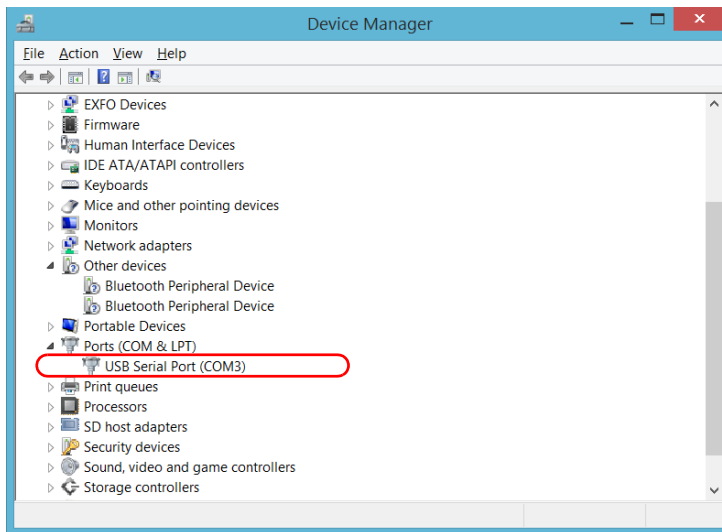 Device Manager
File Action View Help
EXFO Devices
Firmware
Human Interface Devices
IDE ATA/ATAPI controllers
Keyboards
Mice and other pointing devices
Monitors
Network adapters
Other devices
Bluetooth Peripheral Device
Bluetooth Peripheral Device
Portable Devices
Ports (COM & LPT)
USB Serial Port (COM3)
Print queues
Processors
SD host adapters
Security devices
Sound, video and game controllers
Storage controllers